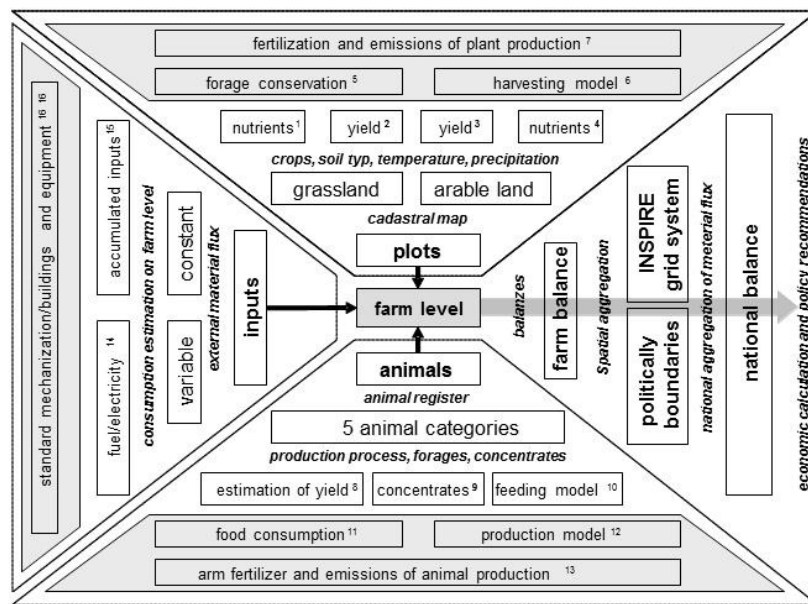 fertilization and emissions of plant production 7
forage conservation 5
harvesting model 6
nutrients 1
yield 2
yield 3
nutrients 4
crops, soil typ, temperature, precipitation
grassland
arable land
cadastral map
plots
standard mechanization/buildings and equipment 16 16
accumulated inputs 15
fuel/electricity 14
consumption estimation on farm level
constant
variable
external material flux
inputs
farm level
balanzes
farm balance
Spatial aggregation
INSPIRE
grid system
politically
boundaries
national aggregation of meterial flux
national balance
economic calculation and policy recommendations
animals
animal register
5 animal categories
production process, forages, concentrates
estimation of yield 8
concentrates 9
feeding model 10
food consumption 11
production model 12
arm fertilizer and emissions of animal production 13